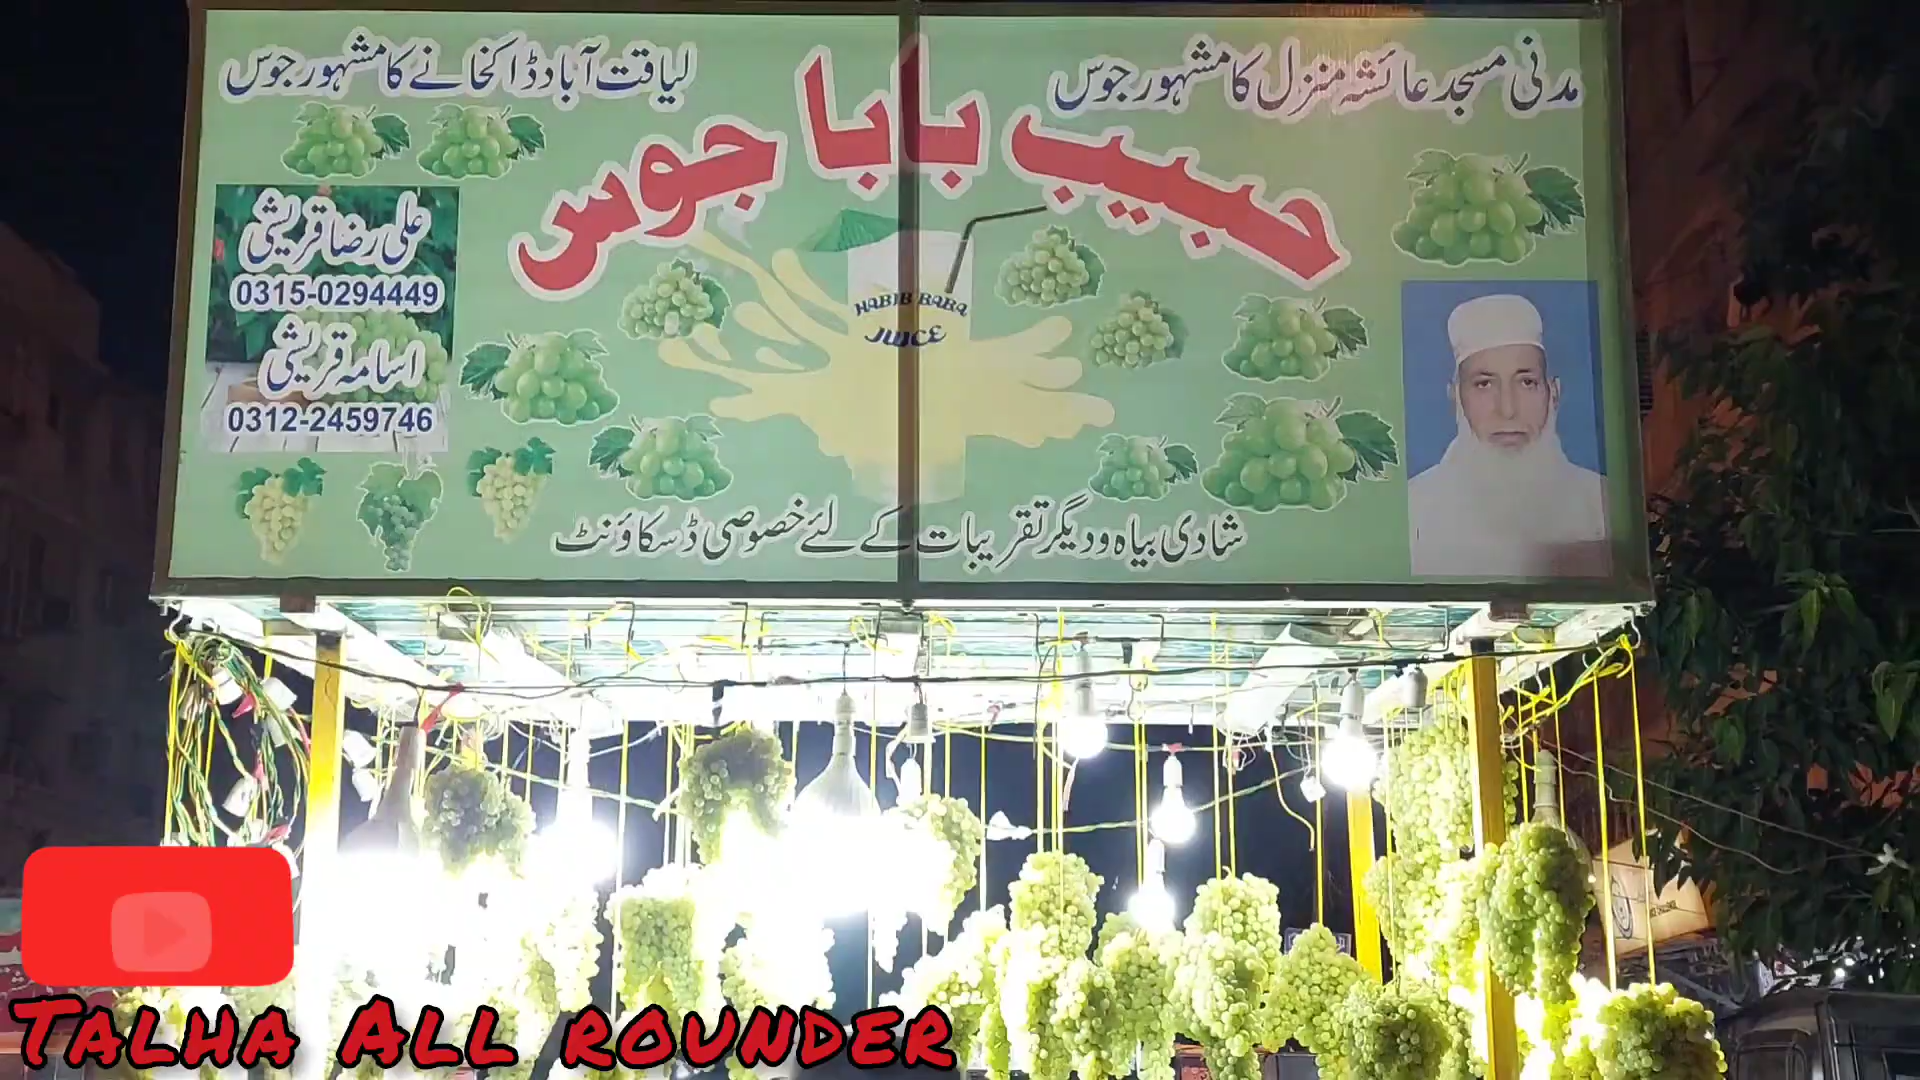 مدنی مسجد عائشہ منزل کا مشہور جوس
لیاقت آباد ڈاکخانے کا مشہور جوس
حبیب بابا جوس
علی رضا قریشی
0315-0294449
اسامہ قریشی
0312-2459746
HABIB BABA
JUICE
شادی بیاہ و دیگر تقریبات کے لئے خصوصی ڈسکاؤنٹ
TALHA ALL ROUNDER